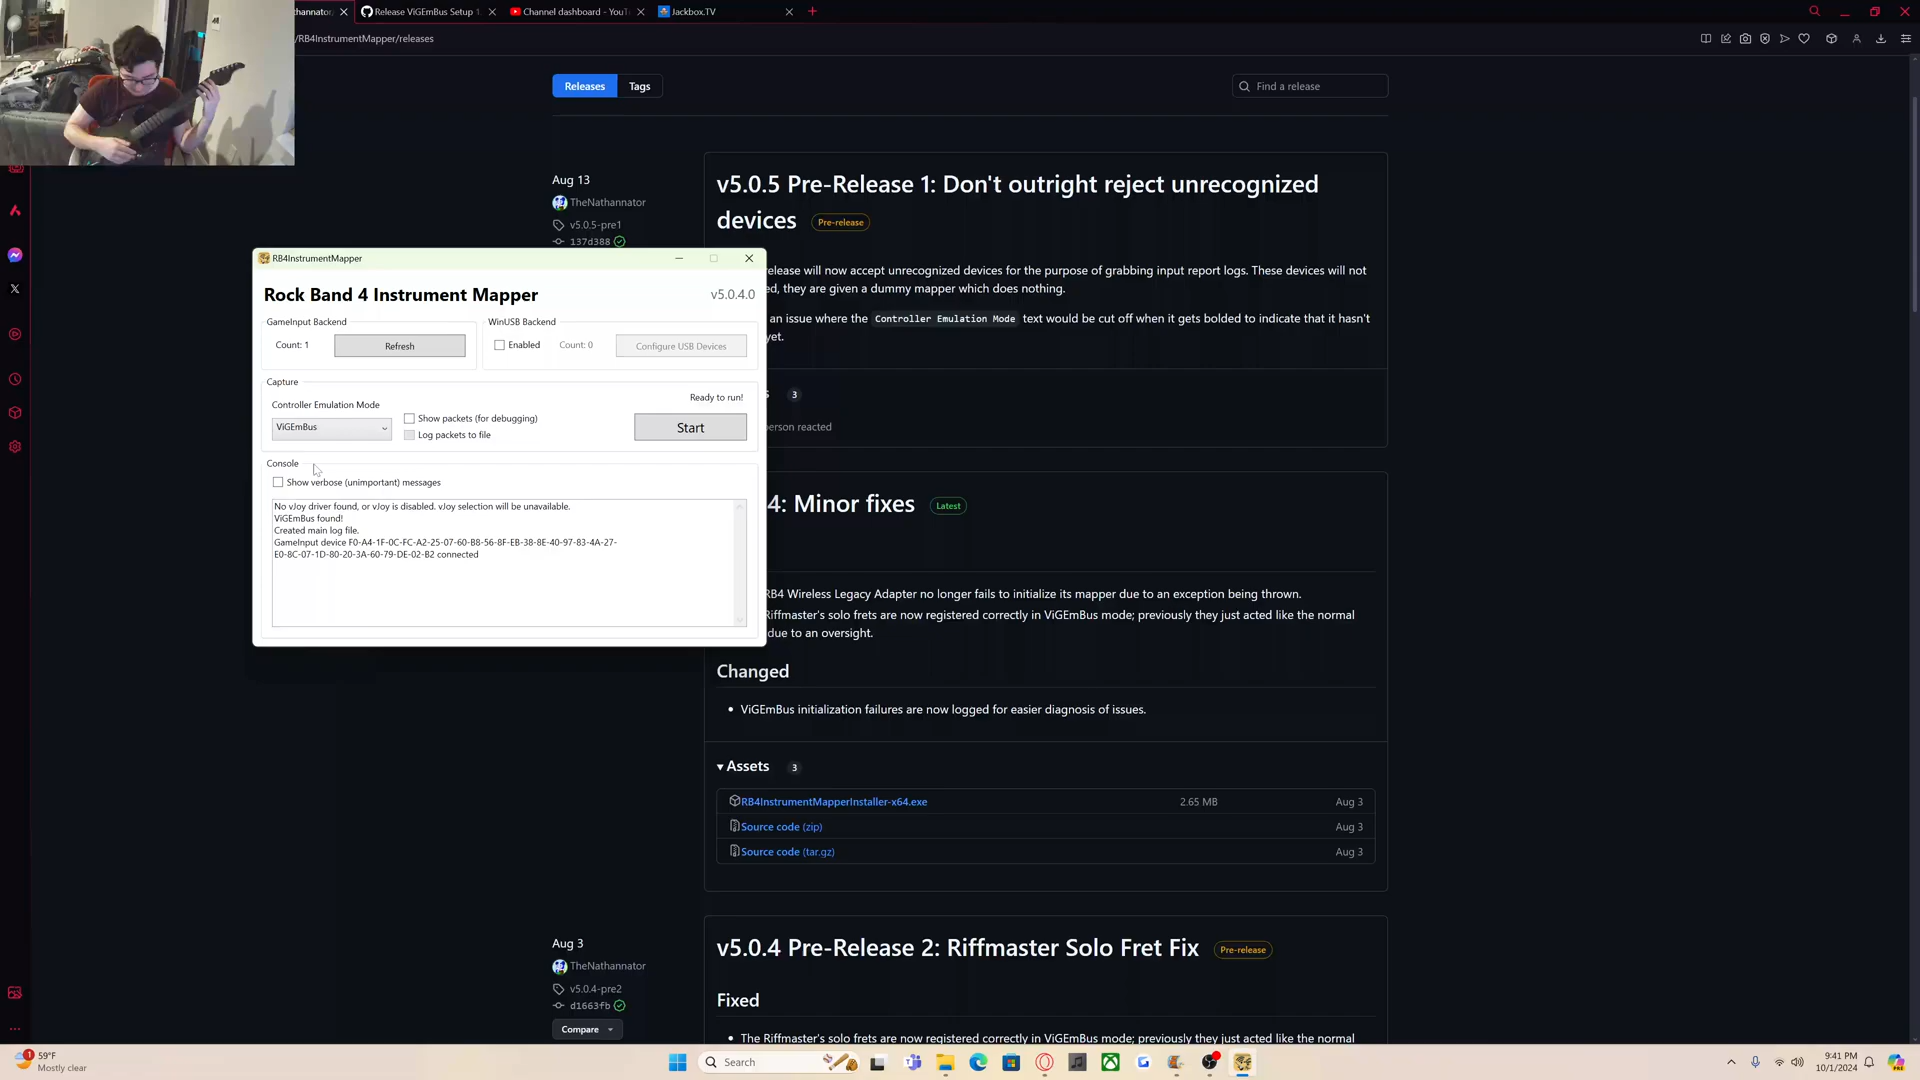 hannator
Release ViGEmBus Setup 1
Channel dashboard - YouT
Jackbox.TV
/RB4InstrumentMapper/releases
Releases
Tags
Find a release
Aug 13
TheNathannator
v5.0.5-pre1
137d388
v5.0.5 Pre-Release 1: Don't outright reject unrecognized
devices
Pre-release
elease will now accept unrecognized devices for the purpose of grabbing input report logs. These devices will not
d, they are given a dummy mapper which does nothing.
an issue where the Controller Emulation Mode text would be cut off when it gets bolded to indicate that it hasn't
yet.
s 3
erson reacted
RB4InstrumentMapper
Rock Band 4 Instrument Mapper
v5.0.4.0
GameInput Backend
Count: 1
Refresh
WinUSB Backend
Enabled
Count: 0
Configure USB Devices
Capture
Ready to run!
Controller Emulation Mode
ViGEmBus
Show packets (for debugging)
Log packets to file
Start
Console
Show verbose (unimportant) messages
No vJoy driver found, or vJoy is disabled. vJoy selection will be unavailable.
ViGEmBus found!
Created main log file.
GameInput device F0-A4-1F-0C-FC-A2-25-07-60-B8-56-8F-EB-38-8E-40-97-83-4A-27-
E0-8C-07-1D-80-20-3A-60-79-DE-02-B2 connected
4: Minor fixes
Latest
RB4 Wireless Legacy Adapter no longer fails to initialize its mapper due to an exception being thrown.
Riffmaster's solo frets are now registered correctly in ViGEmBus mode; previously they just acted like the normal
due to an oversight.
Changed
ViGEmBus initialization failures are now logged for easier diagnosis of issues.
Assets 3
RB4InstrumentMapperInstaller-x64.exe
2.65 MB
Aug 3
Source code (zip)
Aug 3
Source code (tar.gz)
Aug 3
Aug 3
TheNathannator
v5.0.4-pre2
d1663fb
Compare
v5.0.4 Pre-Release 2: Riffmaster Solo Fret Fix
Pre-release
Fixed
The Riffmaster's solo frets are now registered correctly in ViGEmBus mode; previously they just acted like the normal
1
59°F
Mostly clear
Search
9:41 PM
10/1/2024